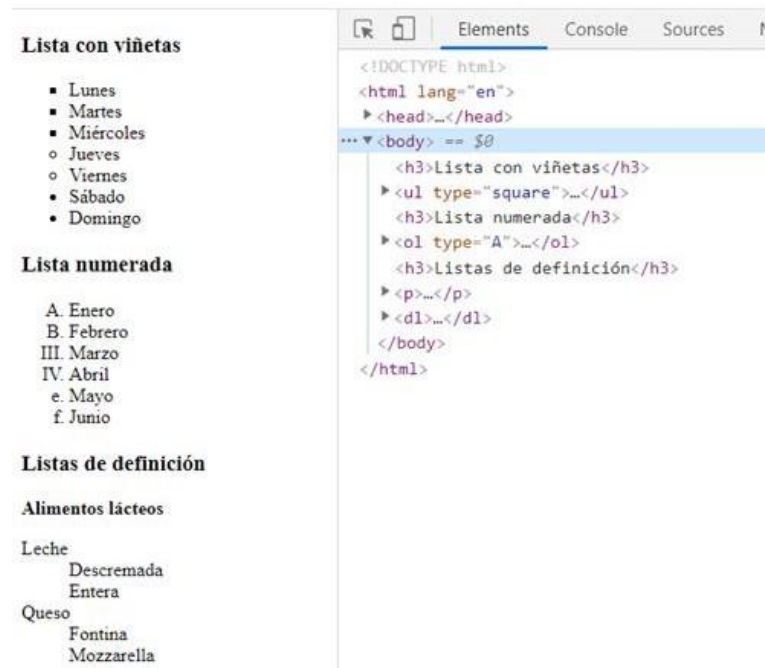 Lista con viñetas
Lunes
Martes
Miércoles
Jueves
Viernes
Sábado
Domingo
Lista numerada
A. Enero
B. Febrero
III. Marzo
IV. Abril
e. Mayo
f. Junio
Listas de definición
Alimentos lácteos
Leche
Descremada
Entera
Queso
Fontina
Mozzarella
Elements Console Sources
<!DOCTYPE html>
<html lang="en">
<head>…</head>
<body> == $0
<h3>Lista con viñetas</h3>
<ul type="square">…</ul>
<h3>Lista numerada</h3>
<ol type="A">…</ol>
<h3>Listas de definición</h3>
<p>…</p>
<dl>…</dl>
</body>
</html>